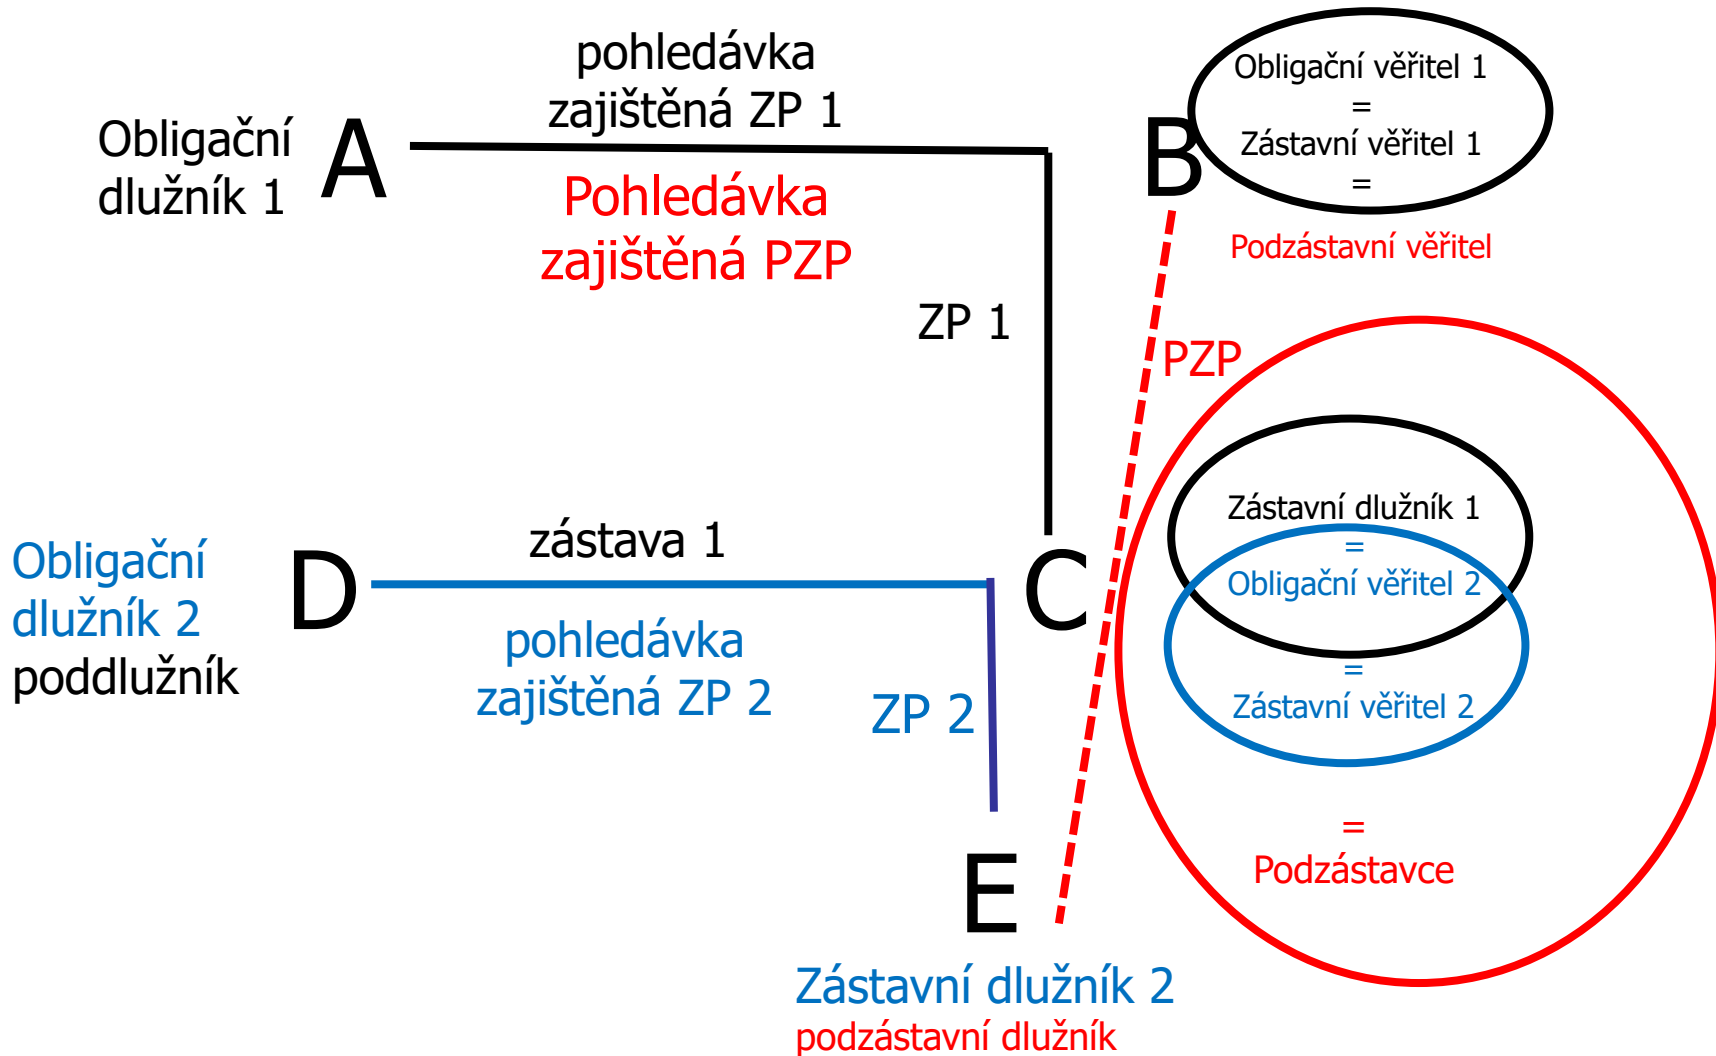 pohledávka
zajištěná ZP 1
Obligační
dlužník 1
A
Pohledávka
zajištěná PZP
B
Obligační věřitel 1
=
Zástavní věřitel 1
=
Podzástavní věřitel
ZP 1
PZP
Obligační
dlužník 2
poddlužník
D
zástava 1
pohledávka
zajištěná ZP 2
C
ZP 2
Zástavní dlužník 1
=
Obligační věřitel 2
=
Zástavní věřitel 2
=
Podzástavce
E
Zástavní dlužník 2
podzástavní dlužník